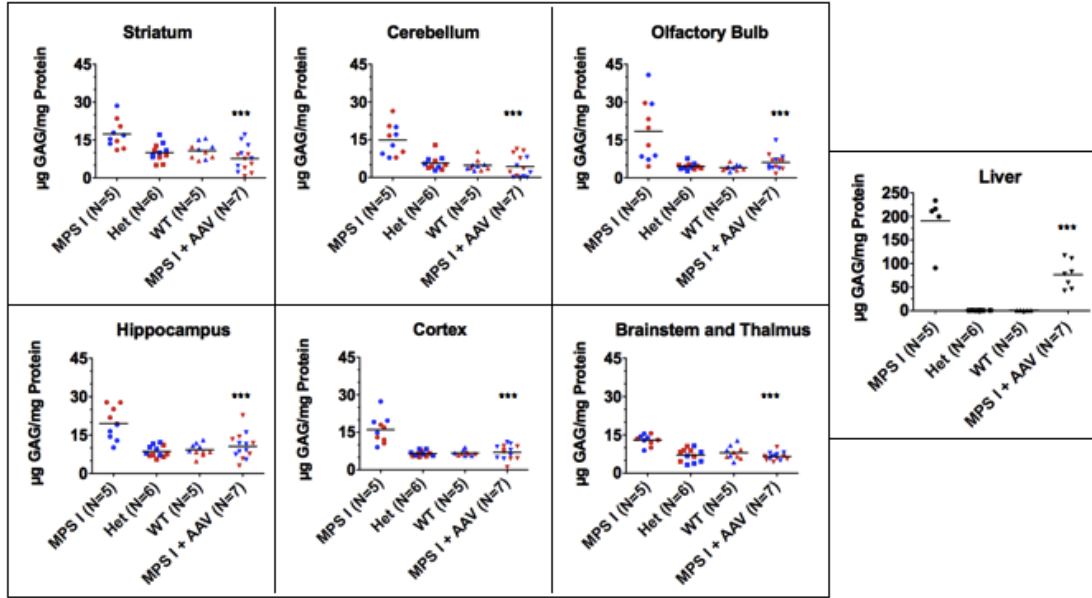 Striatum
µg GAG/mg Protein
45
30
15
0
***
MPS I (N=5)
Het (N=6)
WT (N=5)
MPS I + AAV (N=7)
Cerebellum
µg GAG/mg Protein
45
30
15
0
***
MPS I (N=5)
Het (N=6)
WT (N=5)
MPS I + AAV (N=7)
Olfactory Bulb
µg GAG/mg Protein
45
30
15
0
***
MPS I (N=5)
Het (N=6)
WT (N=5)
MPS I + AAV (N=7)
Liver
µg GAG/mg Protein
250
200
150
100
50
0
***
MPS I (N=5)
Het (N=6)
WT (N=5)
MPS I + AAV (N=7)
Hippocampus
µg GAG/mg Protein
45
30
15
0
***
MPS I (N=5)
Het (N=6)
WT (N=5)
MPS I + AAV (N=7)
Cortex
µg GAG/mg Protein
45
30
15
0
***
MPS I (N=5)
Het (N=6)
WT (N=5)
MPS I + AAV (N=7)
Brainstem and Thalmus
µg GAG/mg Protein
45
30
15
0
***
MPS I (N=5)
Het (N=6)
WT (N=5)
MPS I + AAV (N=7)